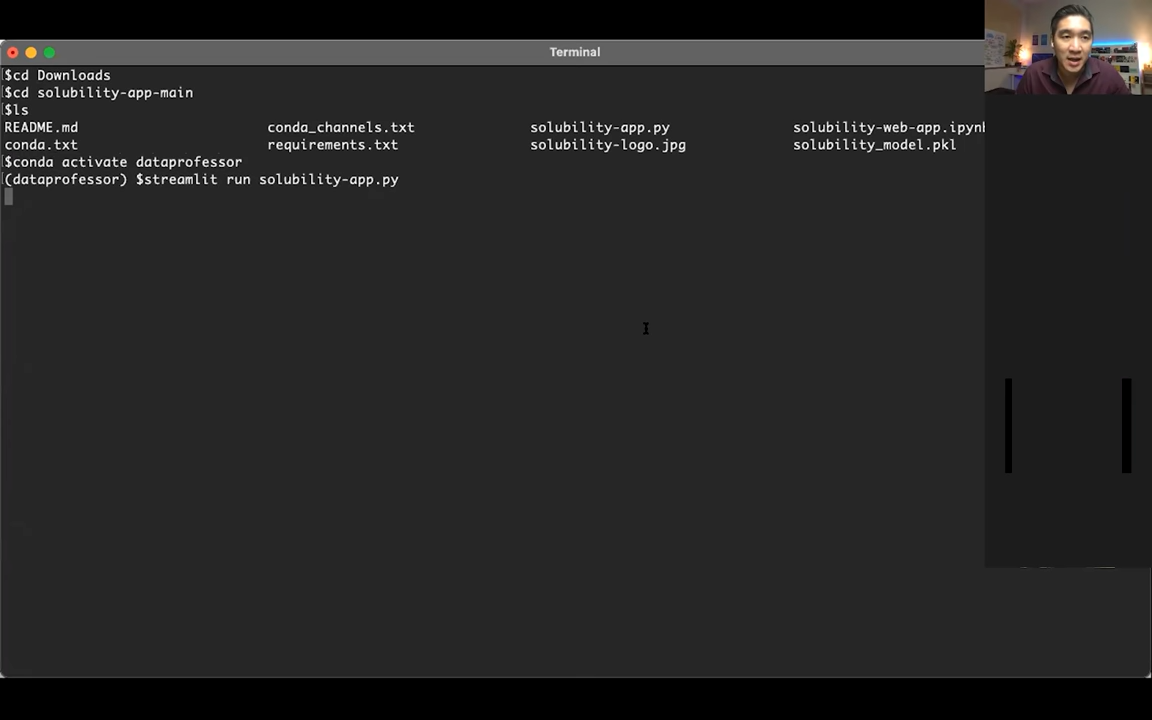 Terminal
$cd Downloads
$cd solubility-app-main
$ls
README.md conda_channels.txt solubility-app.py solubility-web-app.ipynb
conda.txt requirements.txt solubility-logo.jpg solubility_model.pkl
$conda activate dataprofessor
(dataprofessor) $streamlit run solubility-app.py